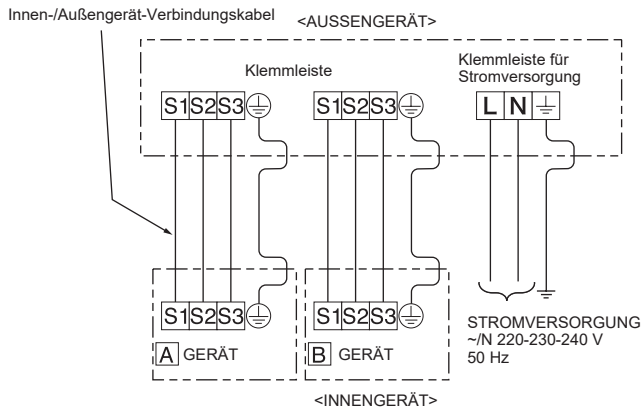 Innen-/Außengerät-Verbindungskabel
<AUSSENGERÄT>
Klemmleiste
Klemmleiste für
Stromversorgung
S1 S2 S3
S1 S2 S3
L N
S1 S2 S3
S1 S2 S3
A GERÄT
B GERÄT
STROMVERSORGUNG
~/N 220-230-240 V
50 Hz
<INNENGERÄT>